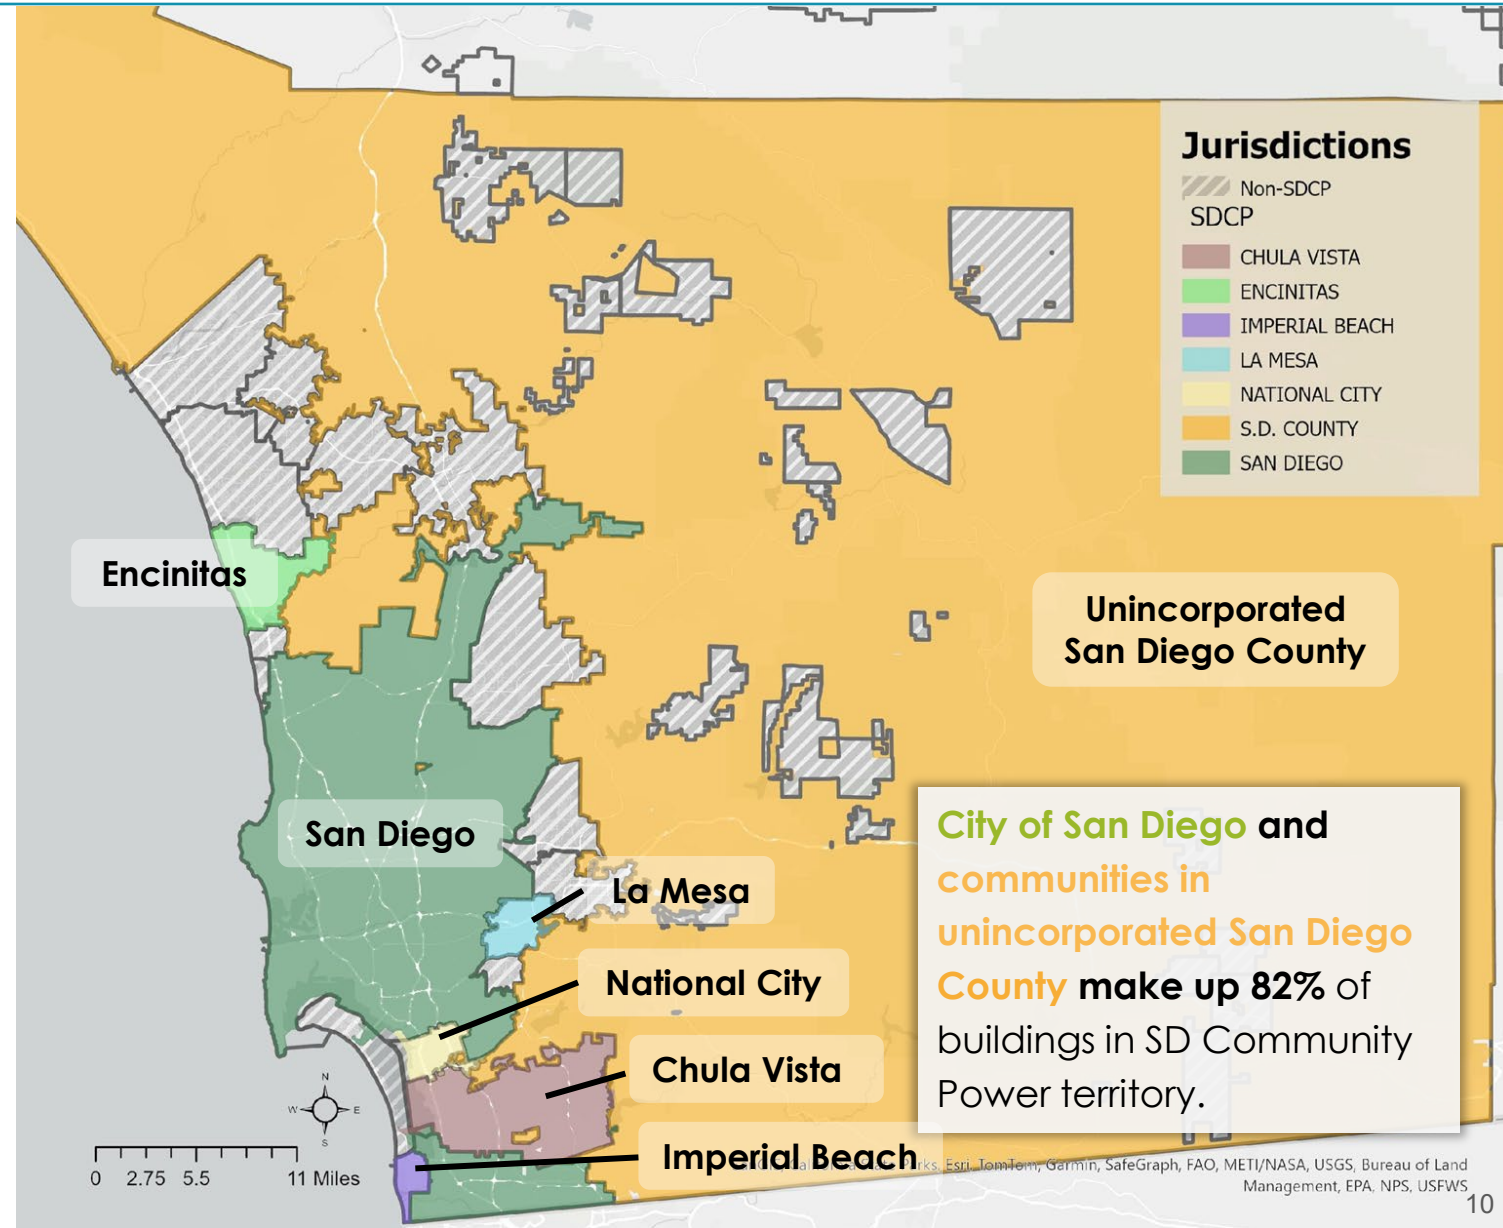 Jurisdictions
Non-SDCP
SDCP
CHULA VISTA
ENCINITAS
IMPERIAL BEACH
LA MESA
NATIONAL CITY
S.D. COUNTY
SAN DIEGO
Encinitas
Unincorporated
San Diego County
San Diego
La Mesa
National City
Chula Vista
Imperial Beach
City of San Diego and
communities in
unincorporated San Diego
County make up 82% of
buildings in SD Community
Power territory.
N
W E
S
0 2.75 5.5 11 Miles
Esri, TomTom, Garmin, SafeGraph, FAO, METI/NASA, USGS, Bureau of Land
Management, EPA, NPS, USFWS
10